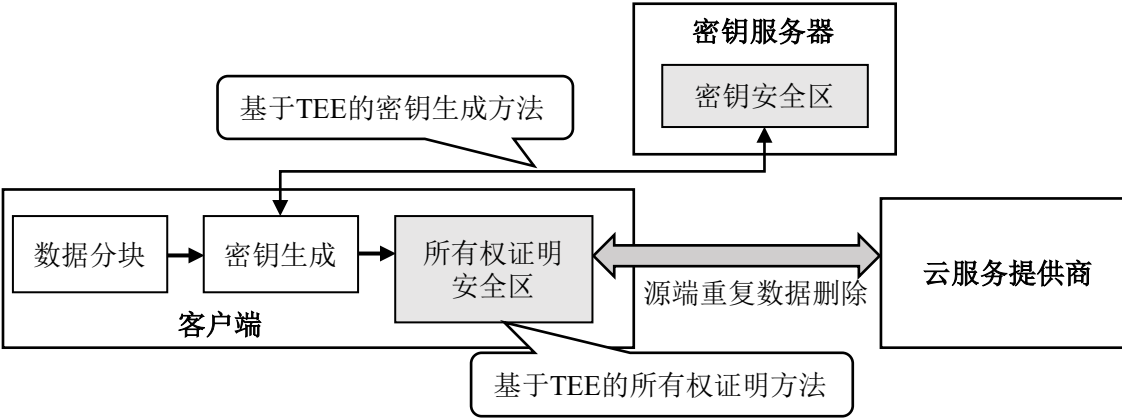 密钥服务器
密钥安全区
基于TEE的密钥生成方法
数据分块
密钥生成
所有权证明
安全区
源端重复数据删除
云服务提供商
客户端
基于TEE的所有权证明方法